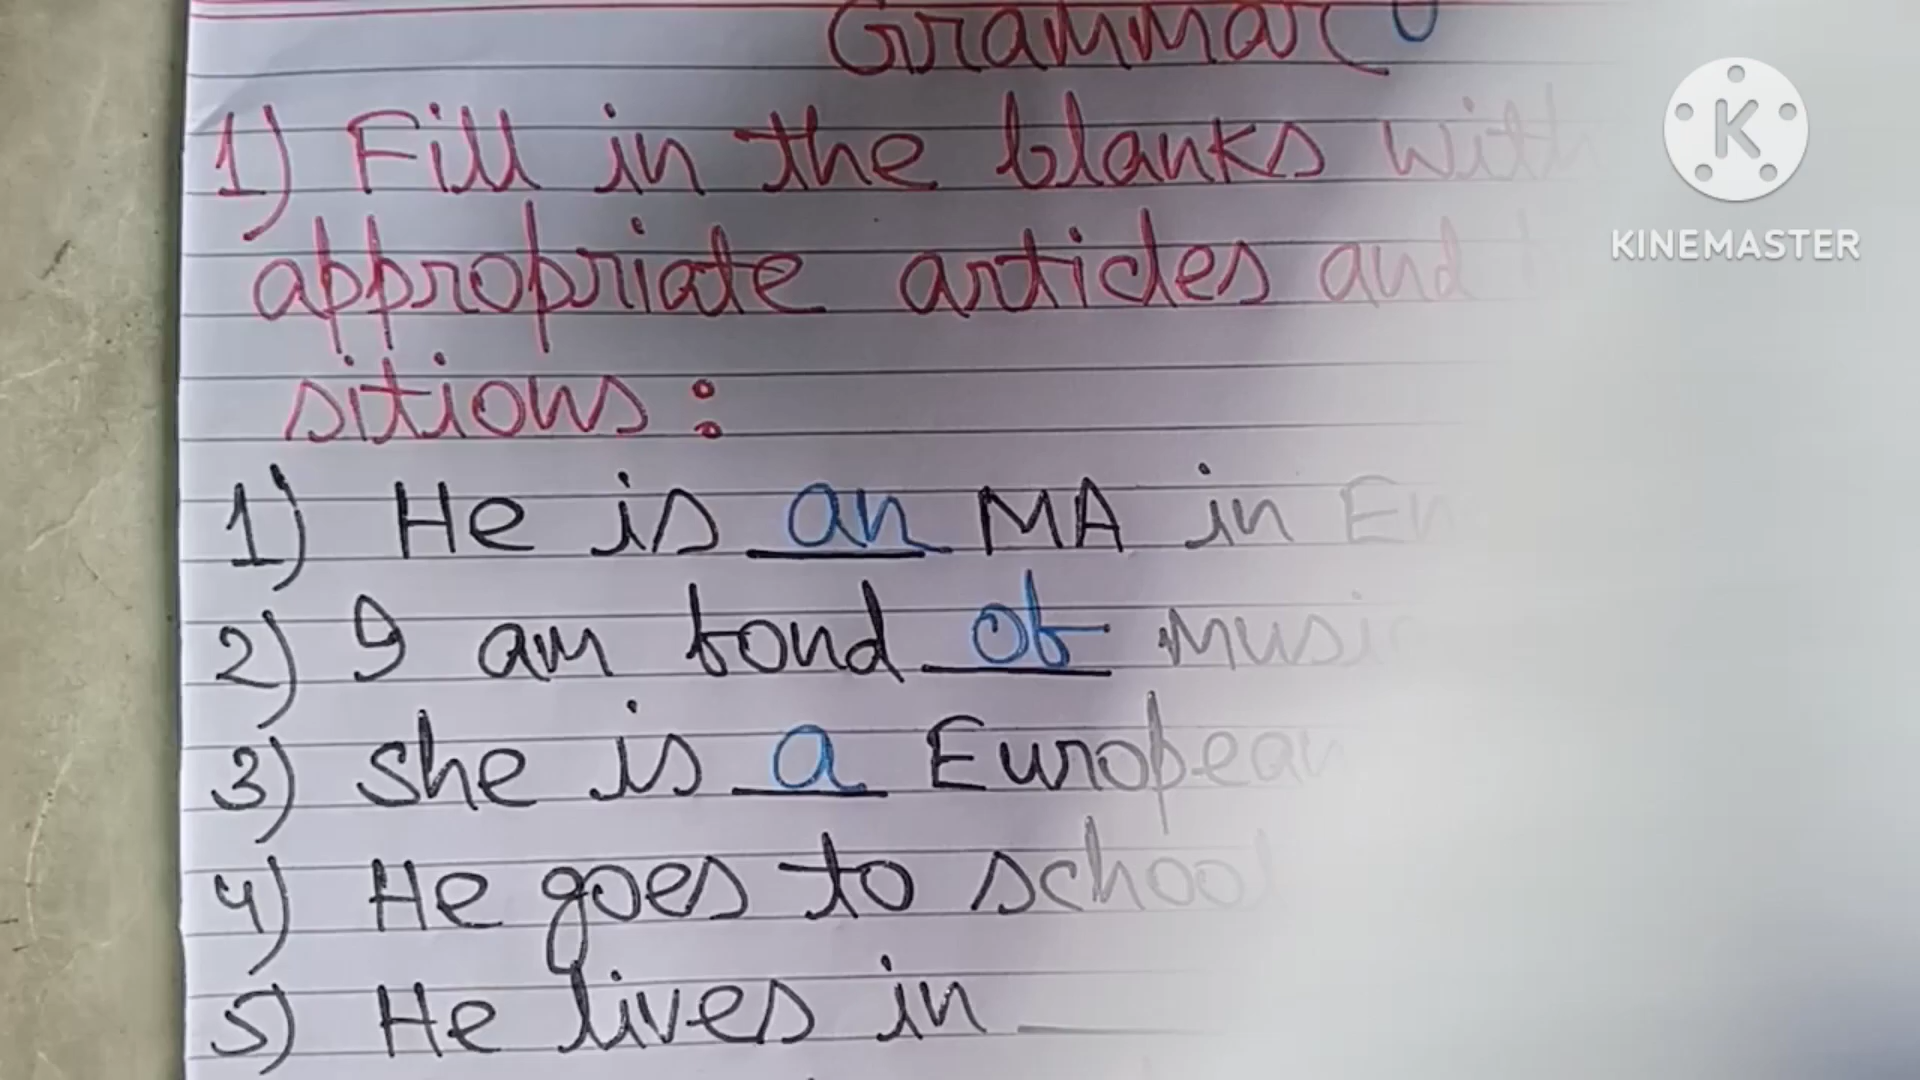 Grammar
1) Fill in the blanks with
appropriate articles and
sitions:
1) He is an MA in
2) I am fond of
3) She is a European
4) He goes to school
5) He lives in
K
KINEMASTER